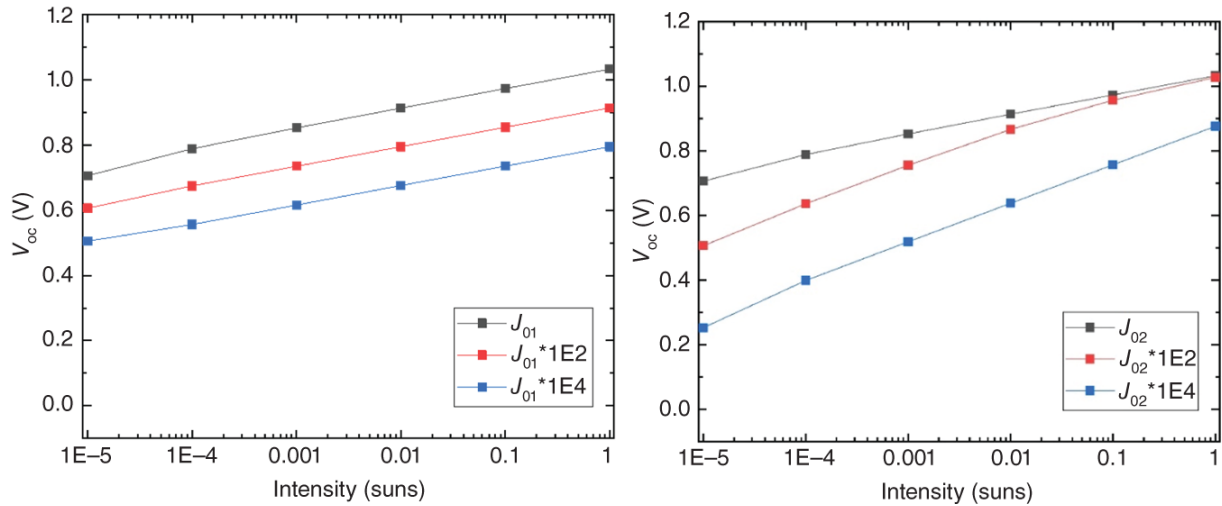 1.2
1.0
0.8
0.6
0.4
0.2
0.0
V_oc (V)
J_01
J_01*1E2
J_01*1E4
1E–5 1E–4 0.001 0.01 0.1 1
Intensity (suns)
1.2
1.0
0.8
0.6
0.4
0.2
0.0
V_oc (V)
J_02
J_02*1E2
J_02*1E4
1E–5 1E–4 0.001 0.01 0.1 1
Intensity (suns)